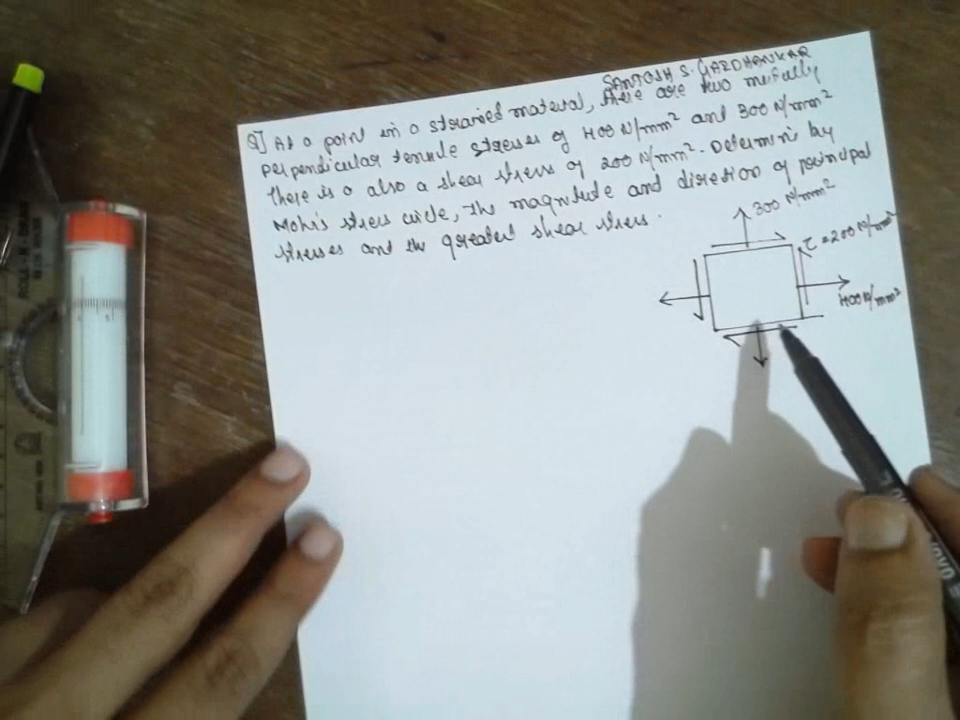 SANTOSH S. GARDHANKAR
Q] At a point in a strained material, there are two mutually
perpendicular tensile stresses of 400 N/mm² and 300 N/mm²
there is a also a shear stress of 200 N/mm². Determine by
Mohr's stress circle, the magnitude and direction of principal
stresses and the greatest shear stress.
300 N/mm²
τ = 200 N/mm²
400 N/mm²